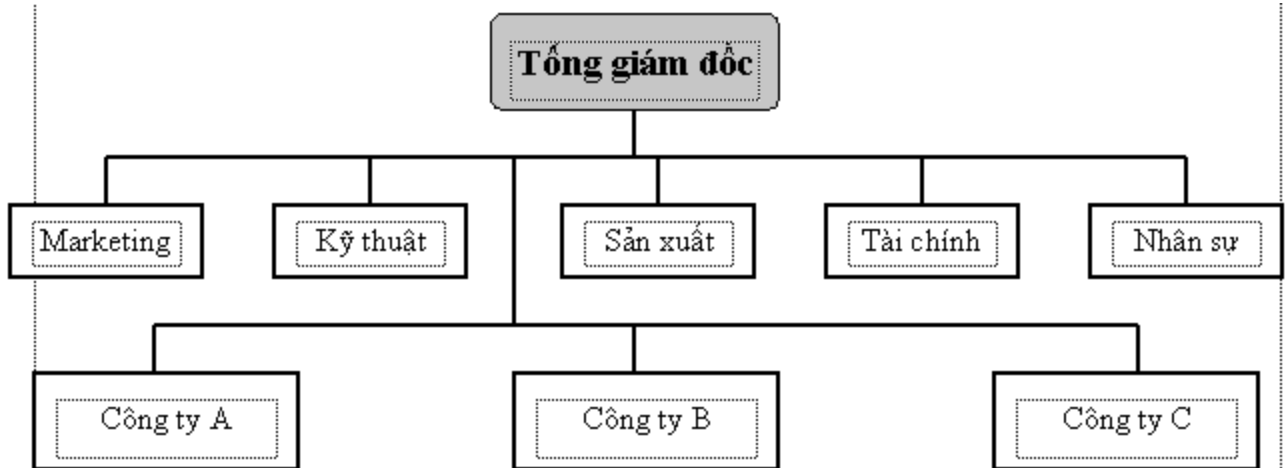 Tổng giám đốc
Marketing
Kỹ thuật
Sản xuất
Tài chính
Nhân sự
Công ty A
Công ty B
Công ty C